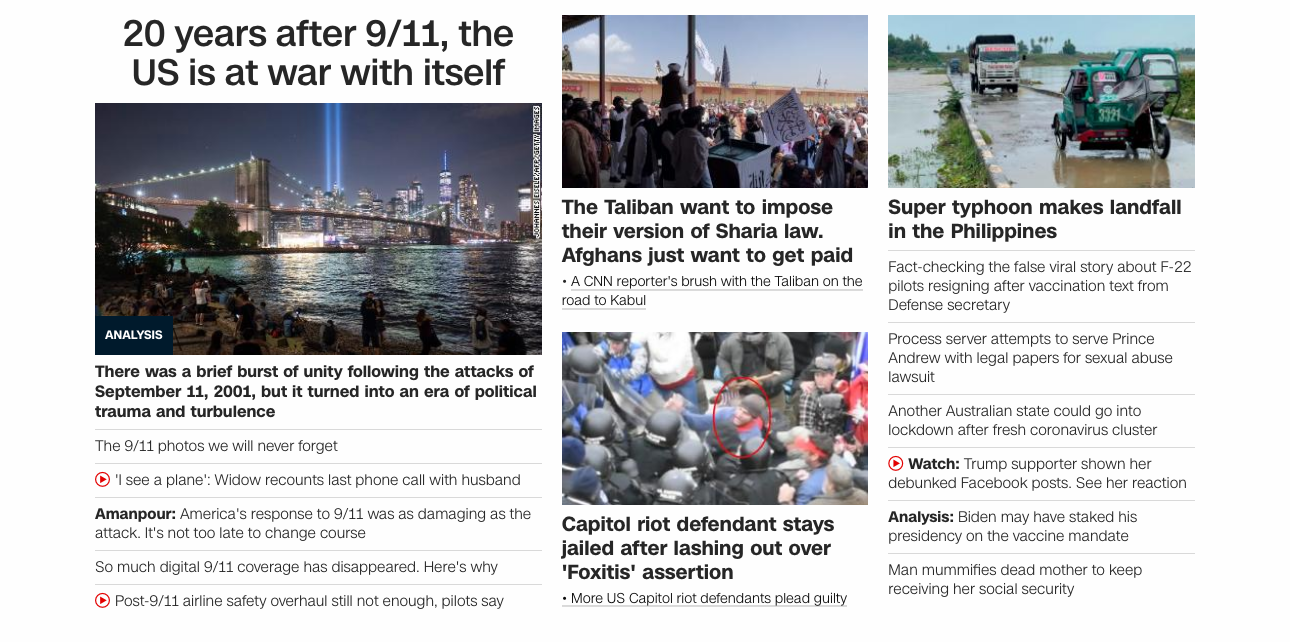 20 years after 9/11, the
US is at war with itself
JOHANNES EISELE/AFP/GETTY IMAGES
ANALYSIS
There was a brief burst of unity following the attacks of
September 11, 2001, but it turned into an era of political
trauma and turbulence
The 9/11 photos we will never forget
'I see a plane': Widow recounts last phone call with husband
Amanpour: America's response to 9/11 was as damaging as the
attack. It's not too late to change course
So much digital 9/11 coverage has disappeared. Here's why
Post-9/11 airline safety overhaul still not enough, pilots say
The Taliban want to impose
their version of Sharia law.
Afghans just want to get paid
• A CNN reporter's brush with the Taliban on the
road to Kabul
Capitol riot defendant stays
jailed after lashing out over
'Foxitis' assertion
• More US Capitol riot defendants plead guilty
3321
Super typhoon makes landfall
in the Philippines
Fact-checking the false viral story about F-22
pilots resigning after vaccination text from
Defense secretary
Process server attempts to serve Prince
Andrew with legal papers for sexual abuse
lawsuit
Another Australian state could go into
lockdown after fresh coronavirus cluster
Watch: Trump supporter shown her
debunked Facebook posts. See her reaction
Analysis: Biden may have staked his
presidency on the vaccine mandate
Man mummifies dead mother to keep
receiving her social security